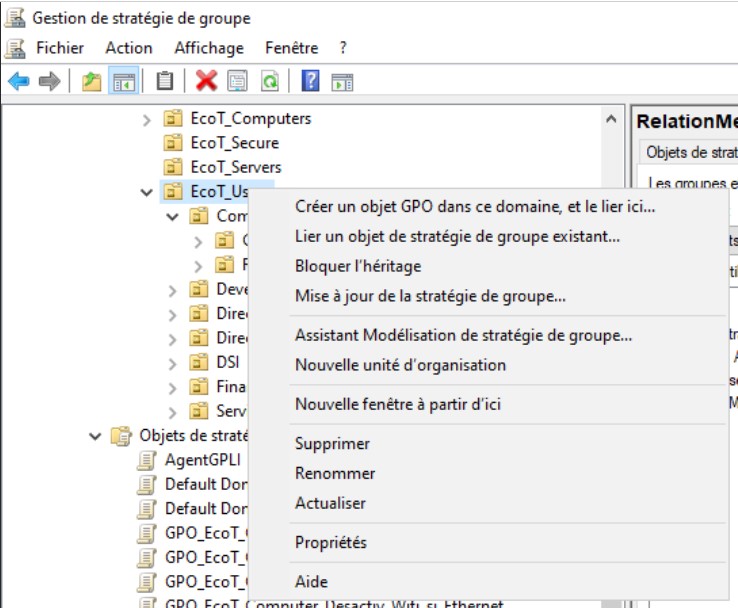 Gestion de stratégie de groupe
Fichier Action Affichage Fenêtre ?
EcoT_Computers
EcoT_Secure
EcoT_Servers
EcoT_Us
Com
Deve
Direc
Direc
DSI
Fina
Serv
Objets de straté
AgentGPLI
Default Dor
Default Dor
GPO_EcoT_
GPO_EcoT_
GPO_EcoT_
GPO_EcoT_Computer_Desactiv_Wifi_si_Ethernet
Créer un objet GPO dans ce domaine, et le lier ici...
Lier un objet de stratégie de groupe existant...
Bloquer l'héritage
Mise à jour de la stratégie de groupe...
Assistant Modélisation de stratégie de groupe...
Nouvelle unité d'organisation
Nouvelle fenêtre à partir d'ici
Supprimer
Renommer
Actualiser
Propriétés
Aide
RelationMe
Objets de strat
Les groupes e